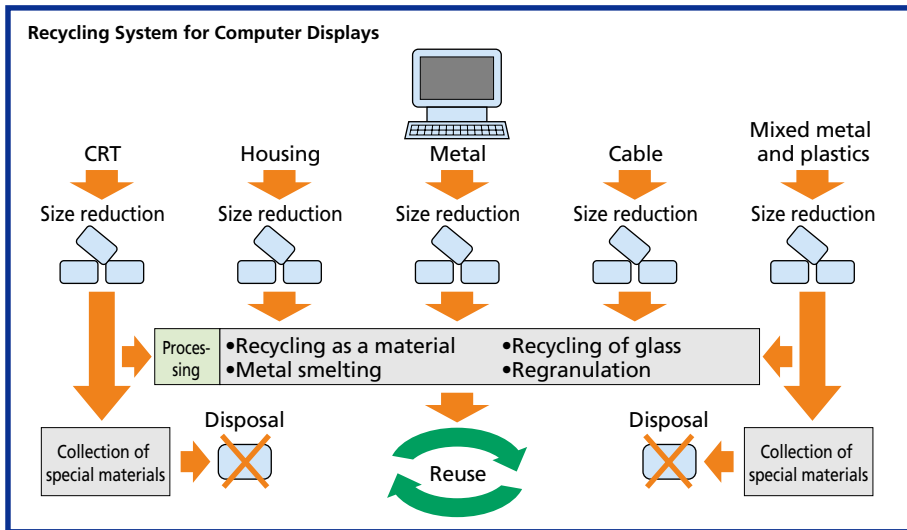 Recycling System for Computer Displays
CRT
Housing
Metal
Cable
Mixed metal
and plastics
Size reduction
Size reduction
Size reduction
Size reduction
Size reduction
Proces-
sing
•Recycling as a material
•Metal smelting
•Recycling of glass
•Regranulation
Collection of
special materials
Disposal
Reuse
Disposal
Collection of
special materials